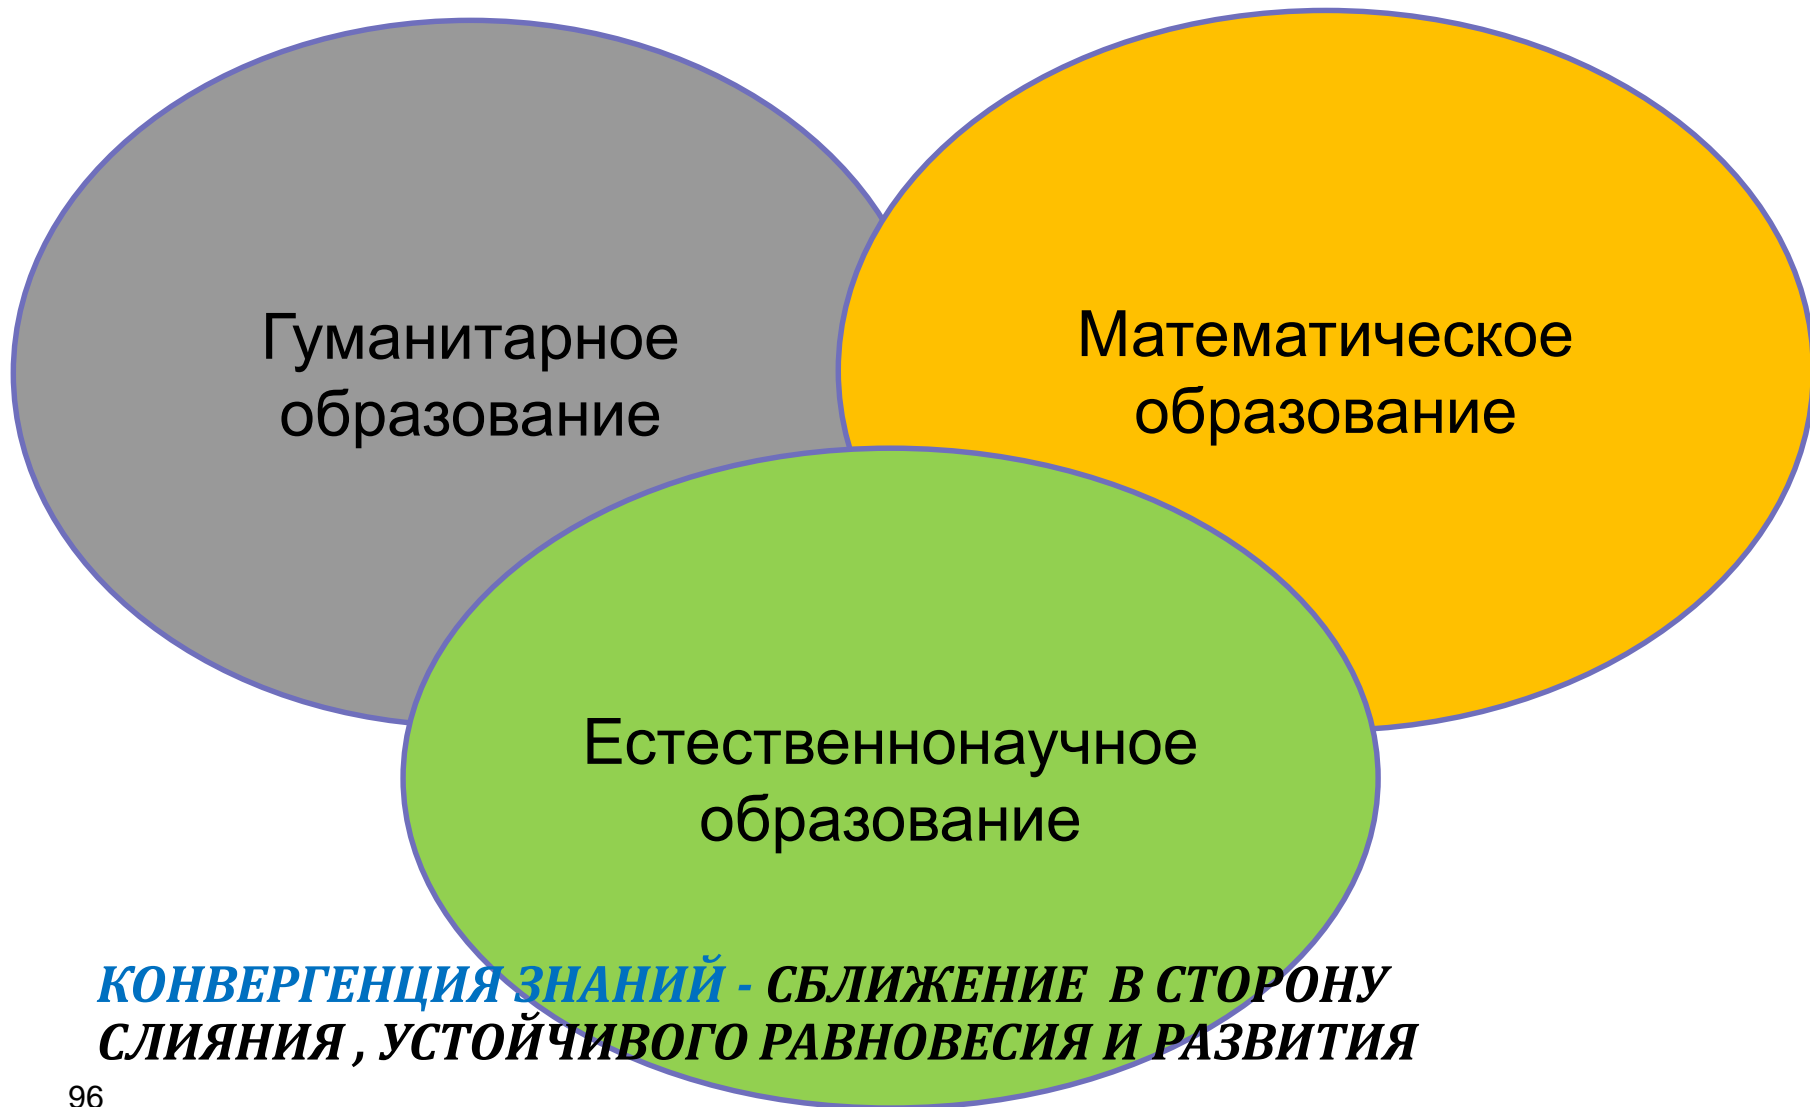 Гуманитарное
образование
Математическое
образование
Естественнонаучное
образование
КОНВЕРГЕНЦИЯ ЗНАНИЙ - СБЛИЖЕНИЕ В СТОРОНУ
СЛИЯНИЯ , УСТОЙЧИВОГО РАВНОВЕСИЯ И РАЗВИТИЯ
96